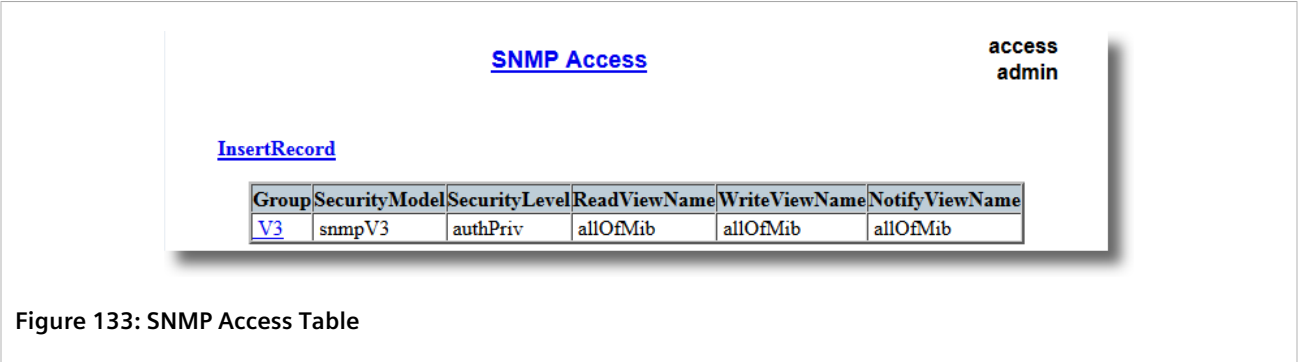 SNMP Access
access
admin
InsertRecord
Group SecurityModel SecurityLevel ReadViewName WriteViewName NotifyViewName
V3 snmpV3 authPriv allOfMib allOfMib allOfMib
Figure 133: SNMP Access Table